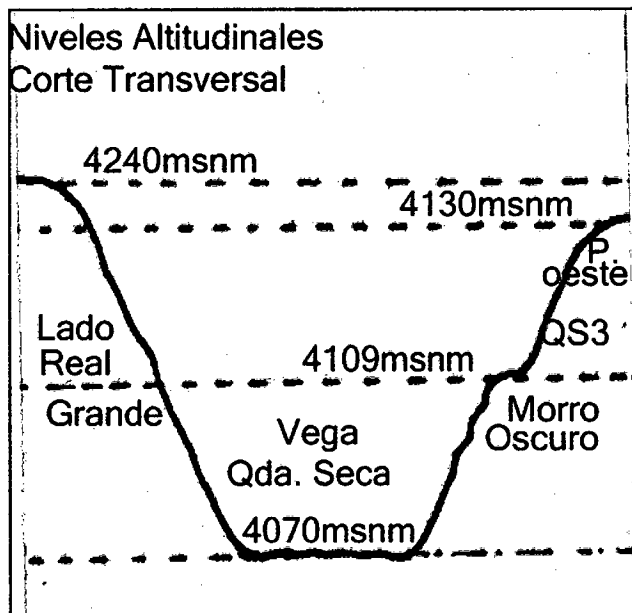 Niveles Altitudinales
Corte Transversal
4240msnm
4130msnm
P.
oeste
Lado
Real
Grande
4109msnm
QS3
Morro
Oscuro
Vega
Qda. Seca
4070msnm